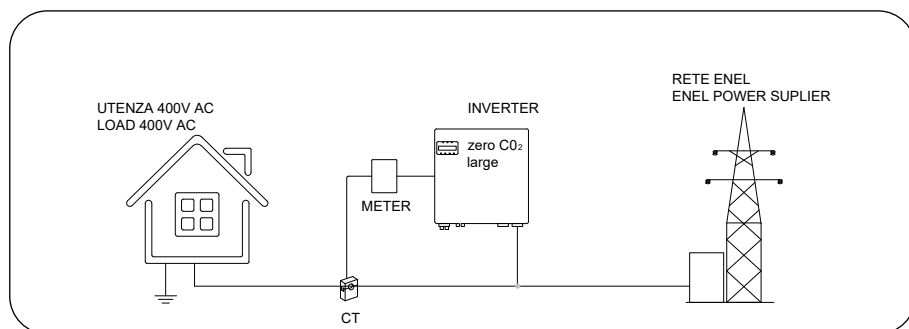 RETE ENEL
ENEL POWER SUPLIER
UTENZA 400V AC
LOAD 400V AC
INVERTER
zero C0₂
large
METER
CT